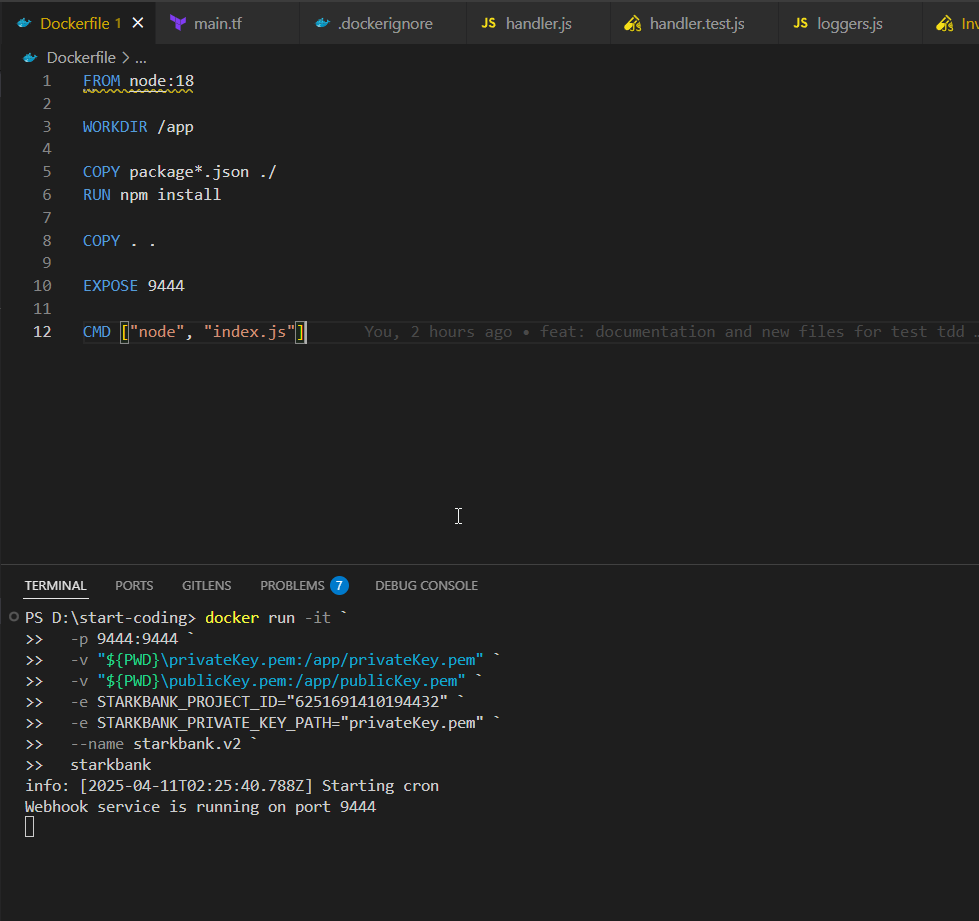 Dockerfile 1 main.tf .dockerignore JS handler.js handler.test.js JS loggers.js Inv
Dockerfile > ...
1 FROM node:18
2
3 WORKDIR /app
4
5 COPY package*.json ./
6 RUN npm install
7
8 COPY . .
9
10 EXPOSE 9444
11
12 CMD ["node", "index.js"] You, 2 hours ago • feat: documentation and new files for test tdd …
TERMINAL PORTS GITLENS PROBLEMS 7 DEBUG CONSOLE
PS D:\start-coding> docker run -it `
>> -p 9444:9444 `
>> -v "${PWD}\privateKey.pem:/app/privateKey.pem" `
>> -v "${PWD}\publicKey.pem:/app/publicKey.pem" `
>> -e STARKBANK_PROJECT_ID="6251691410194432" `
>> -e STARKBANK_PRIVATE_KEY_PATH="privateKey.pem" `
>> --name starkbank.v2 `
>> starkbank
info: [2025-04-11T02:25:40.788Z] Starting cron
Webhook service is running on port 9444